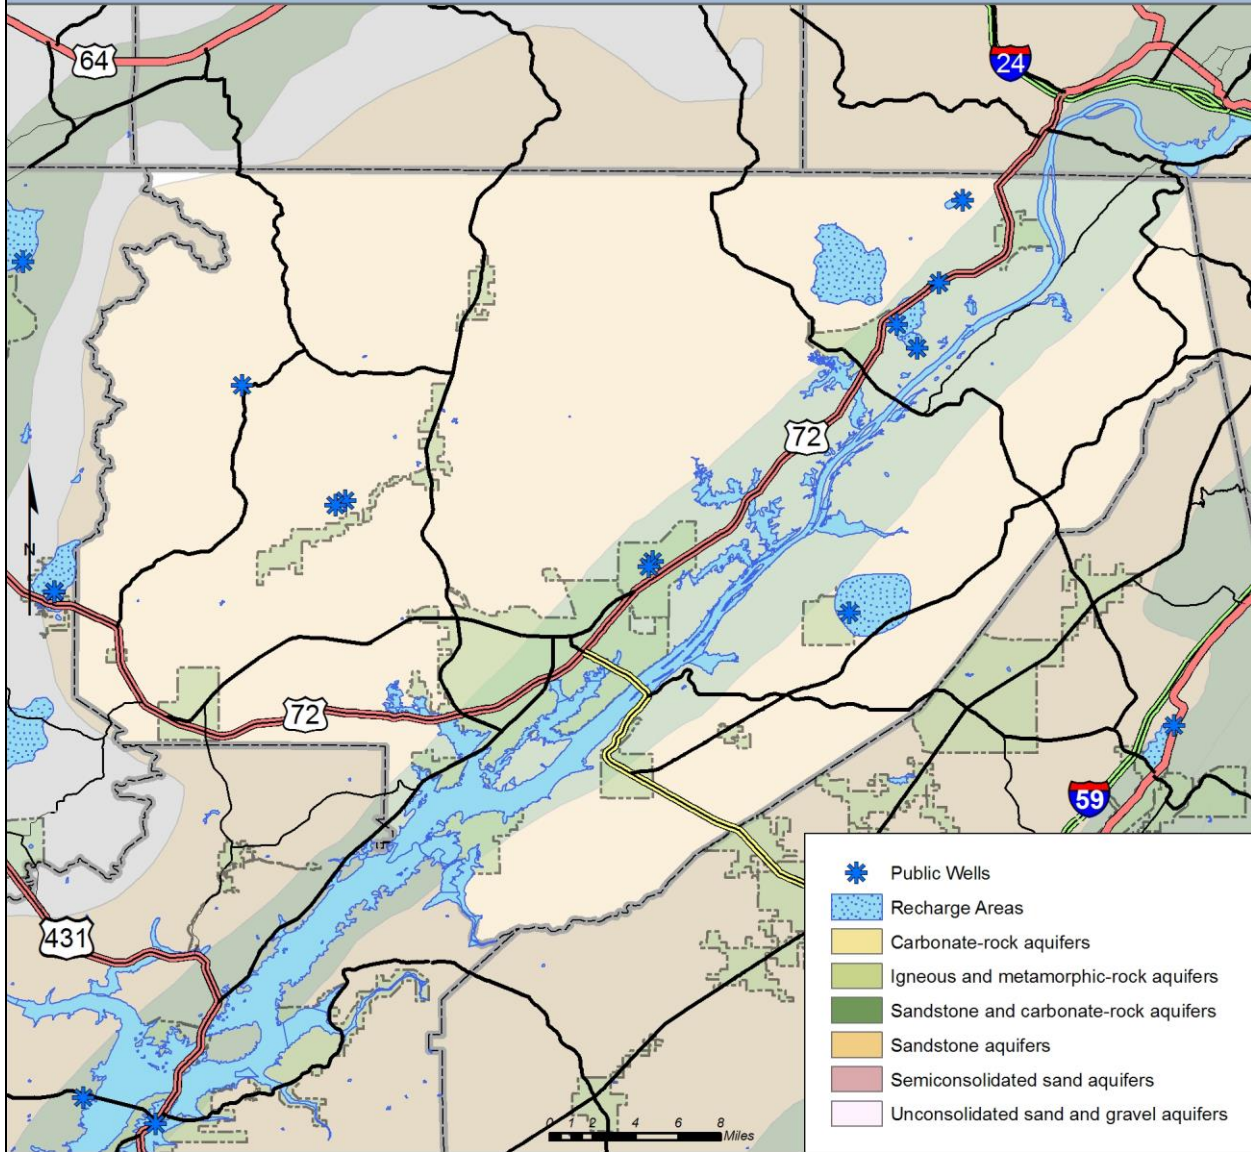 64
24
72
N
72
59
431
Public Wells
Recharge Areas
Carbonate-rock aquifers
Igneous and metamorphic-rock aquifers
Sandstone and carbonate-rock aquifers
Sandstone aquifers
Semiconsolidated sand aquifers
Unconsolidated sand and gravel aquifers
0 1 2 4 6 8
Miles